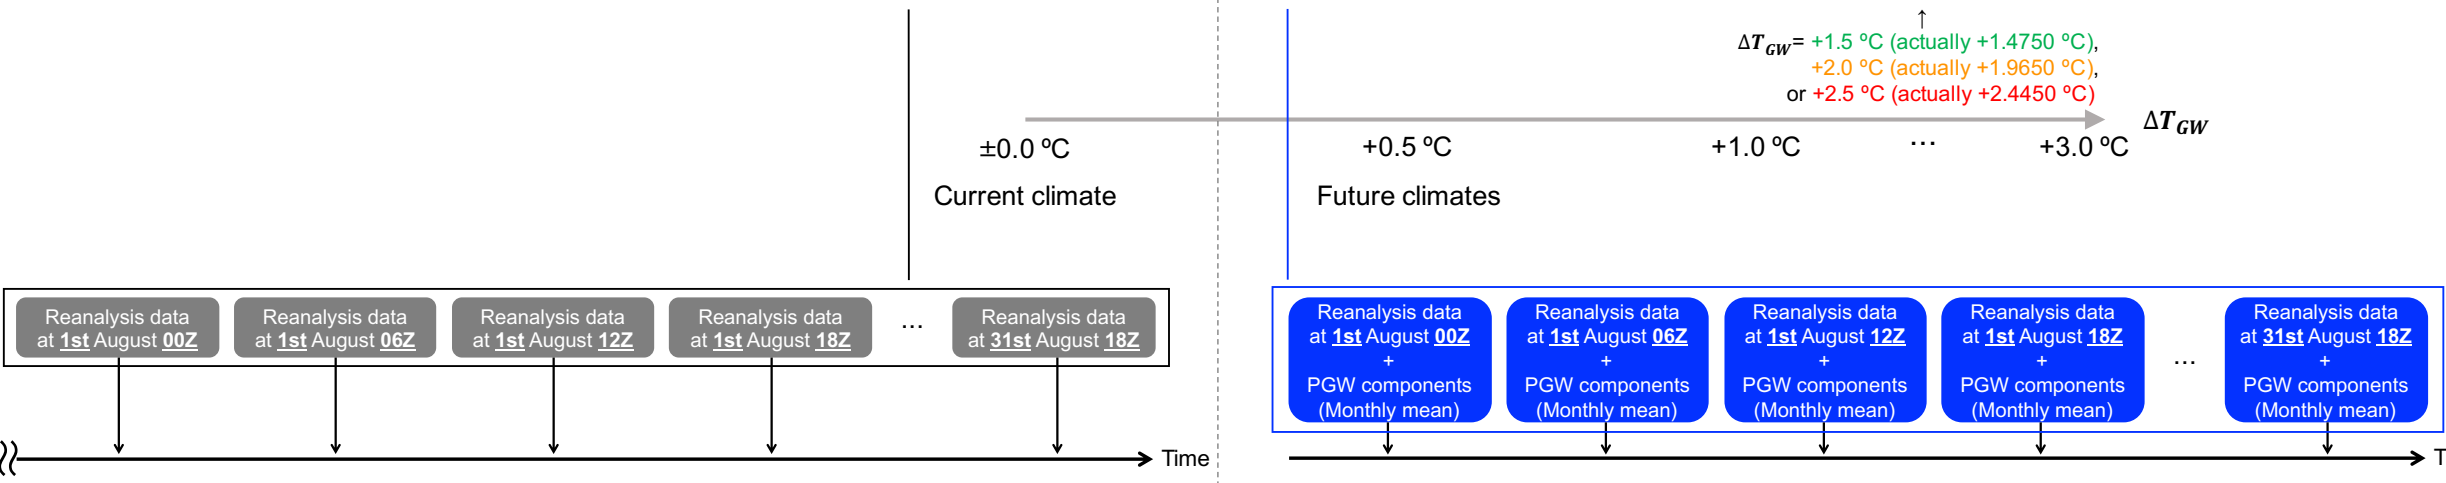 ↑
ΔT_GW= +1.5 ºC (actually +1.4750 ºC),
+2.0 ºC (actually +1.9650 ºC),
or +2.5 ºC (actually +2.4450 ºC)
ΔT_GW
±0.0 ºC
+0.5 ºC
+1.0 ºC
...
+3.0 ºC
Current climate
Future climates
Reanalysis data
at 1st August 00Z
Reanalysis data
at 1st August 06Z
Reanalysis data
at 1st August 12Z
Reanalysis data
at 1st August 18Z
...
Reanalysis data
at 31st August 18Z
Time
Reanalysis data
at 1st August 00Z
+
PGW components
(Monthly mean)
Reanalysis data
at 1st August 06Z
+
PGW components
(Monthly mean)
Reanalysis data
at 1st August 12Z
+
PGW components
(Monthly mean)
Reanalysis data
at 1st August 18Z
+
PGW components
(Monthly mean)
...
Reanalysis data
at 31st August 18Z
+
PGW components
(Monthly mean)
T